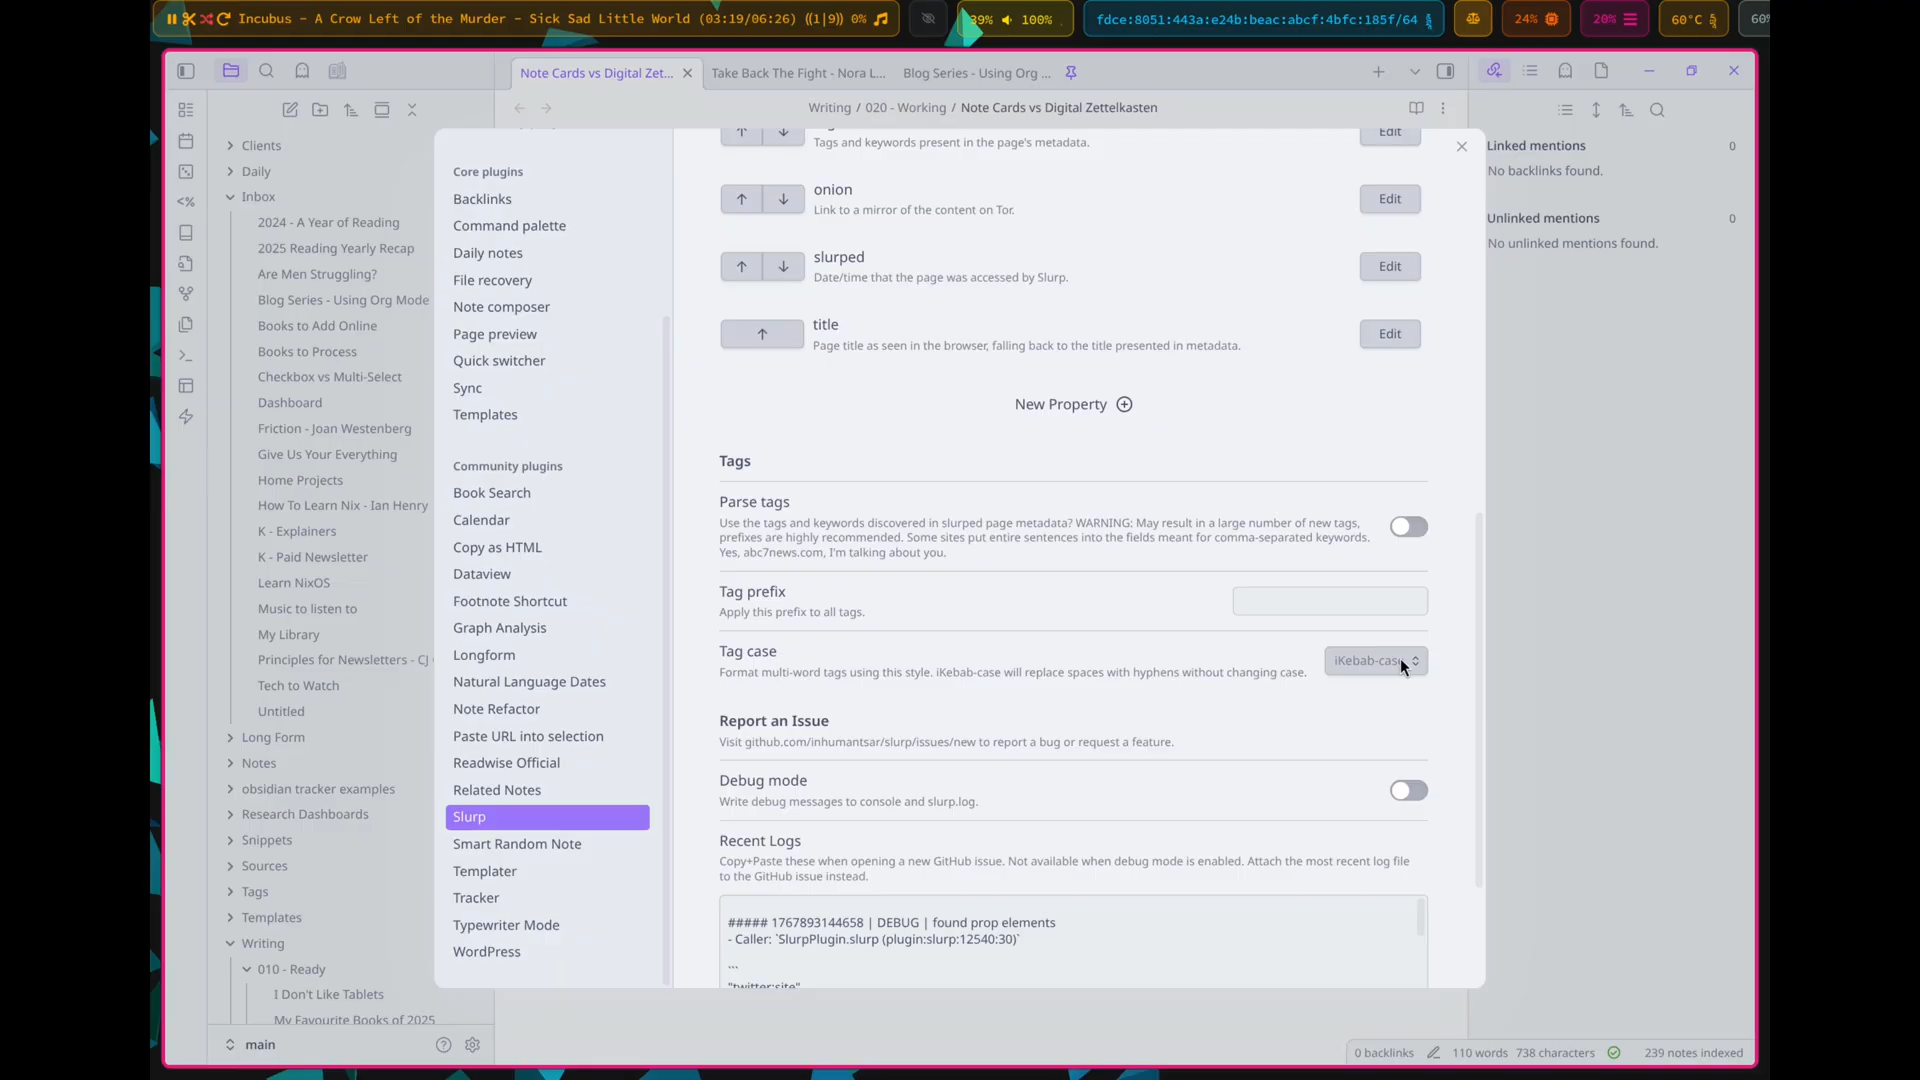 Incubus - A Crow Left of the Murder - Sick Sad Little World (03:19/06:26) ((1|9) 0%
39% 100%
fdce:8051:443a:e24b:beac:abcf:4bfc:185f/64
24%
20%
60°C
Note Cards vs Digital Zet...
Take Back The Fight - Nora L...
Blog Series - Using Org ...
Writing / 020 - Working / Note Cards vs Digital Zettelkasten
Clients
Daily
Inbox
2024 - A Year of Reading
2025 Reading Yearly Recap
Are Men Struggling?
Blog Series - Using Org Mode
Books to Add Online
Books to Process
Checkbox vs Multi-Select
Dashboard
Friction - Joan Westenberg
Give Us Your Everything
Home Projects
How To Learn Nix - Ian Henry
K - Explainers
K - Paid Newsletter
Learn NixOS
Music to listen to
My Library
Principles for Newsletters - CJ
Tech to Watch
Untitled
Long Form
Notes
obsidian tracker examples
Research Dashboards
Snippets
Sources
Tags
Templates
Writing
010 - Ready
I Don't Like Tablets
My Favourite Books of 2025
main
Core plugins
Backlinks
Command palette
Daily notes
File recovery
Note composer
Page preview
Quick switcher
Sync
Templates
Community plugins
Book Search
Calendar
Copy as HTML
Dataview
Footnote Shortcut
Graph Analysis
Longform
Natural Language Dates
Note Refactor
Paste URL into selection
Readwise Official
Related Notes
Slurp
Smart Random Note
Templater
Tracker
Typewriter Mode
WordPress
Tags and keywords present in the page's metadata.
Edit
onion
Link to a mirror of the content on Tor.
Edit
slurped
Date/time that the page was accessed by Slurp.
Edit
title
Page title as seen in the browser, falling back to the title presented in metadata.
Edit
New Property
Tags
Parse tags
Use the tags and keywords discovered in slurped page metadata? WARNING: May result in a large number of new tags,
prefixes are highly recommended. Some sites put entire sentences into the fields meant for comma-separated keywords.
Yes, abc7news.com, I'm talking about you.
Tag prefix
Apply this prefix to all tags.
Tag case
Format multi-word tags using this style. iKebab-case will replace spaces with hyphens without changing case.
iKebab-case
Report an Issue
Visit github.com/inhumantsar/slurp/issues/new to report a bug or request a feature.
Debug mode
Write debug messages to console and slurp.log.
Recent Logs
Copy+Paste these when opening a new GitHub issue. Not available when debug mode is enabled. Attach the most recent log file
to the GitHub issue instead.
##### 1767893144658 | DEBUG | found prop elements
- Caller: `SlurpPlugin.slurp (plugin:slurp:12540:30)`
```
"twitter:site"
Linked mentions 0
No backlinks found.
Unlinked mentions 0
No unlinked mentions found.
0 backlinks 110 words 738 characters 239 notes indexed